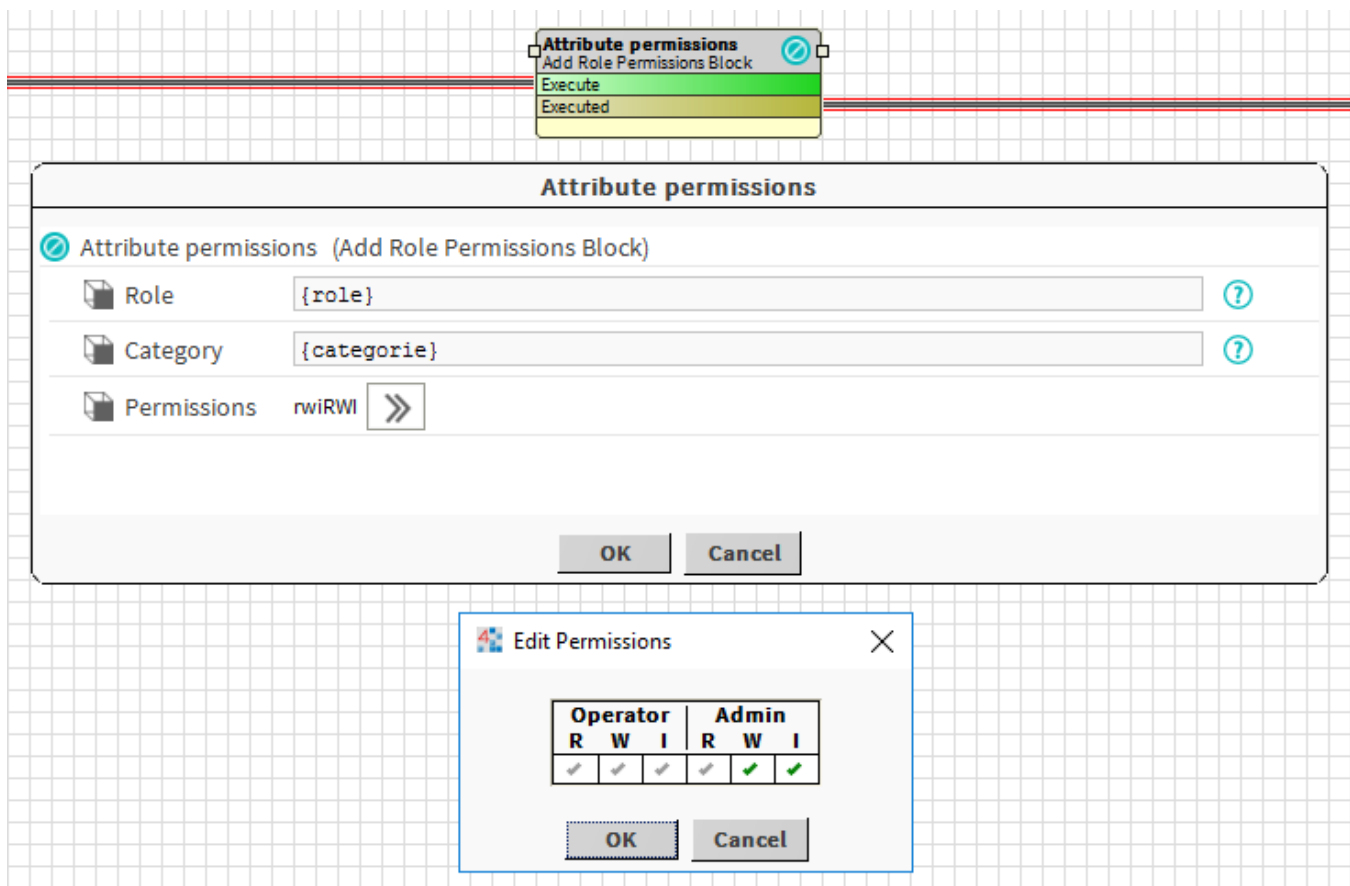 Attribute permissions
Add Role Permissions Block
Execute
Executed
Attribute permissions
Attribute permissions (Add Role Permissions Block)
Role {role} ?
Category {categorie} ?
Permissions rwiRWI
OK Cancel
4 Edit Permissions
Operator Admin
R W I R W I
OK Cancel